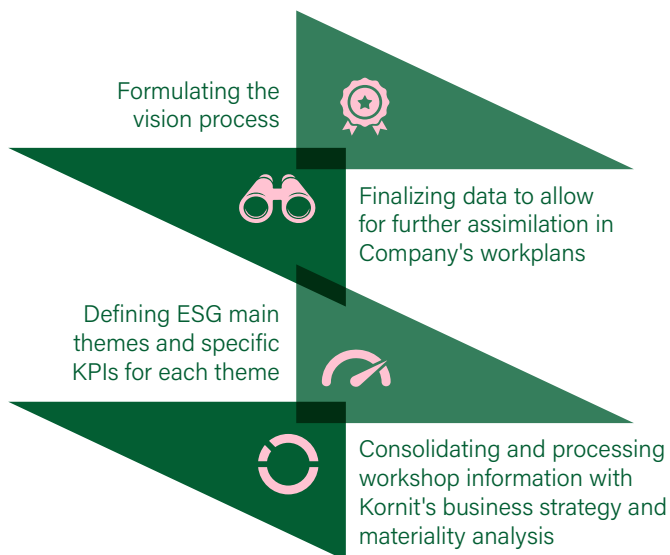 Formulating the
vision process
Finalizing data to allow
for further assimilation in
Company's workplans
Defining ESG main
themes and specific
KPIs for each theme
Consolidating and processing
workshop information with
Kornit's business strategy and
materiality analysis